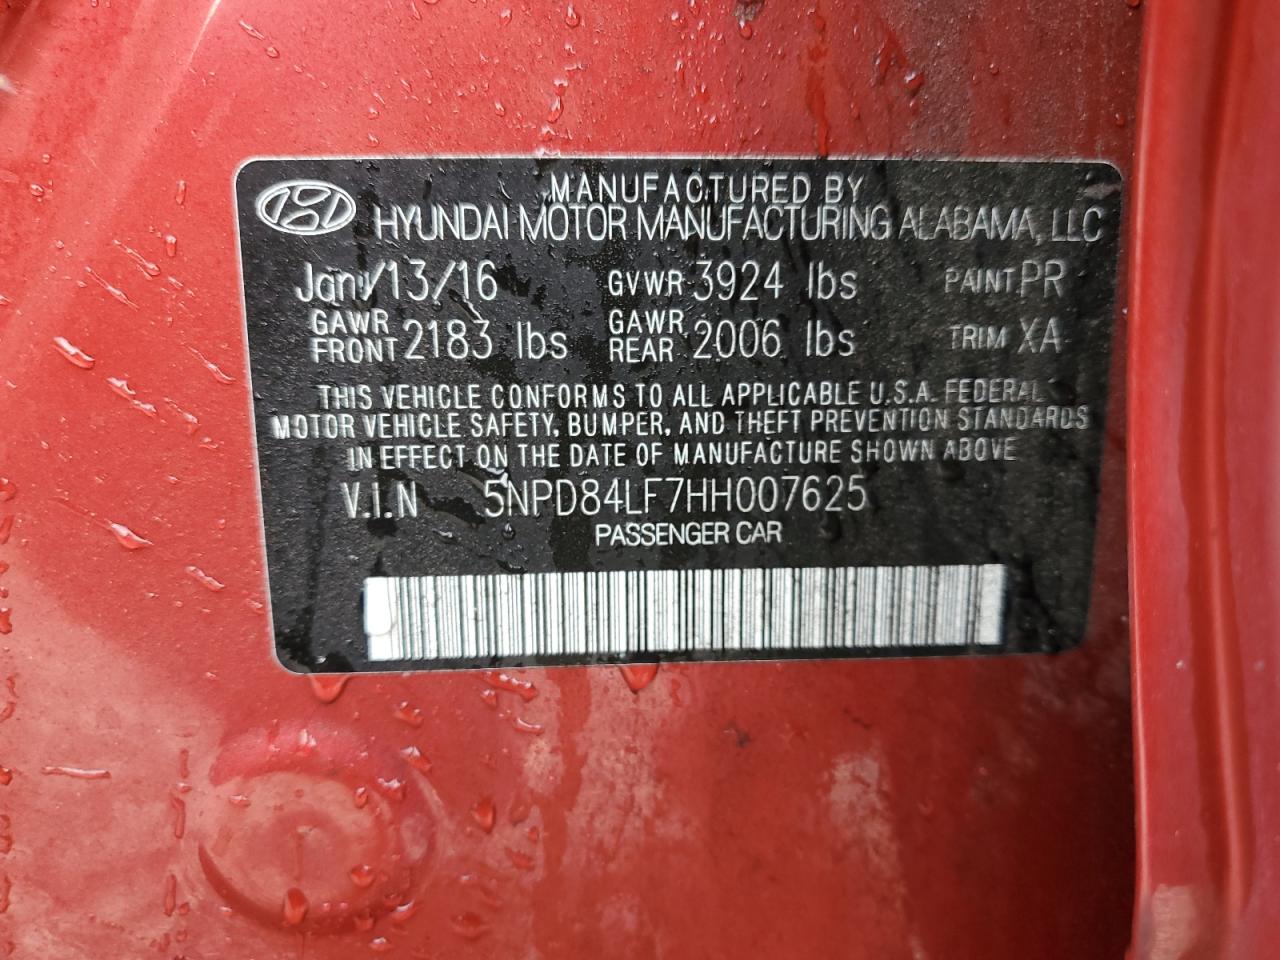 MANUFACTURED BY
HYUNDAI MOTOR MANUFACTURING ALABAMA, LLC
Jan/13/16 GVWR 3924 lbs PAINT PR
GAWR FRONT 2183 lbs GAWR REAR 2006 lbs TRIM XA
THIS VEHICLE CONFORMS TO ALL APPLICABLE U.S.A. FEDERAL
MOTOR VEHICLE SAFETY, BUMPER, AND THEFT PREVENTION STANDARDS
IN EFFECT ON THE DATE OF MANUFACTURE SHOWN ABOVE
V.I.N 5NPD84LF7HH007625
PASSENGER CAR